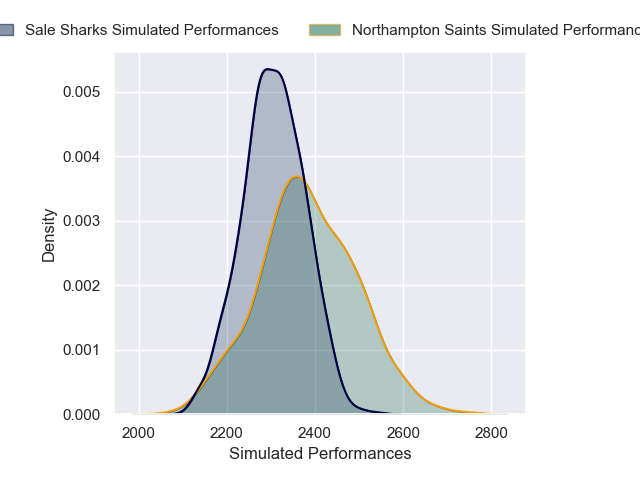 Sale Sharks Simulated Performances
Northampton Saints Simulated Performanc
0.005
0.004
0.003
0.002
0.001
0.000
Density
2000 2200 2400 2600 2800
Simulated Performances